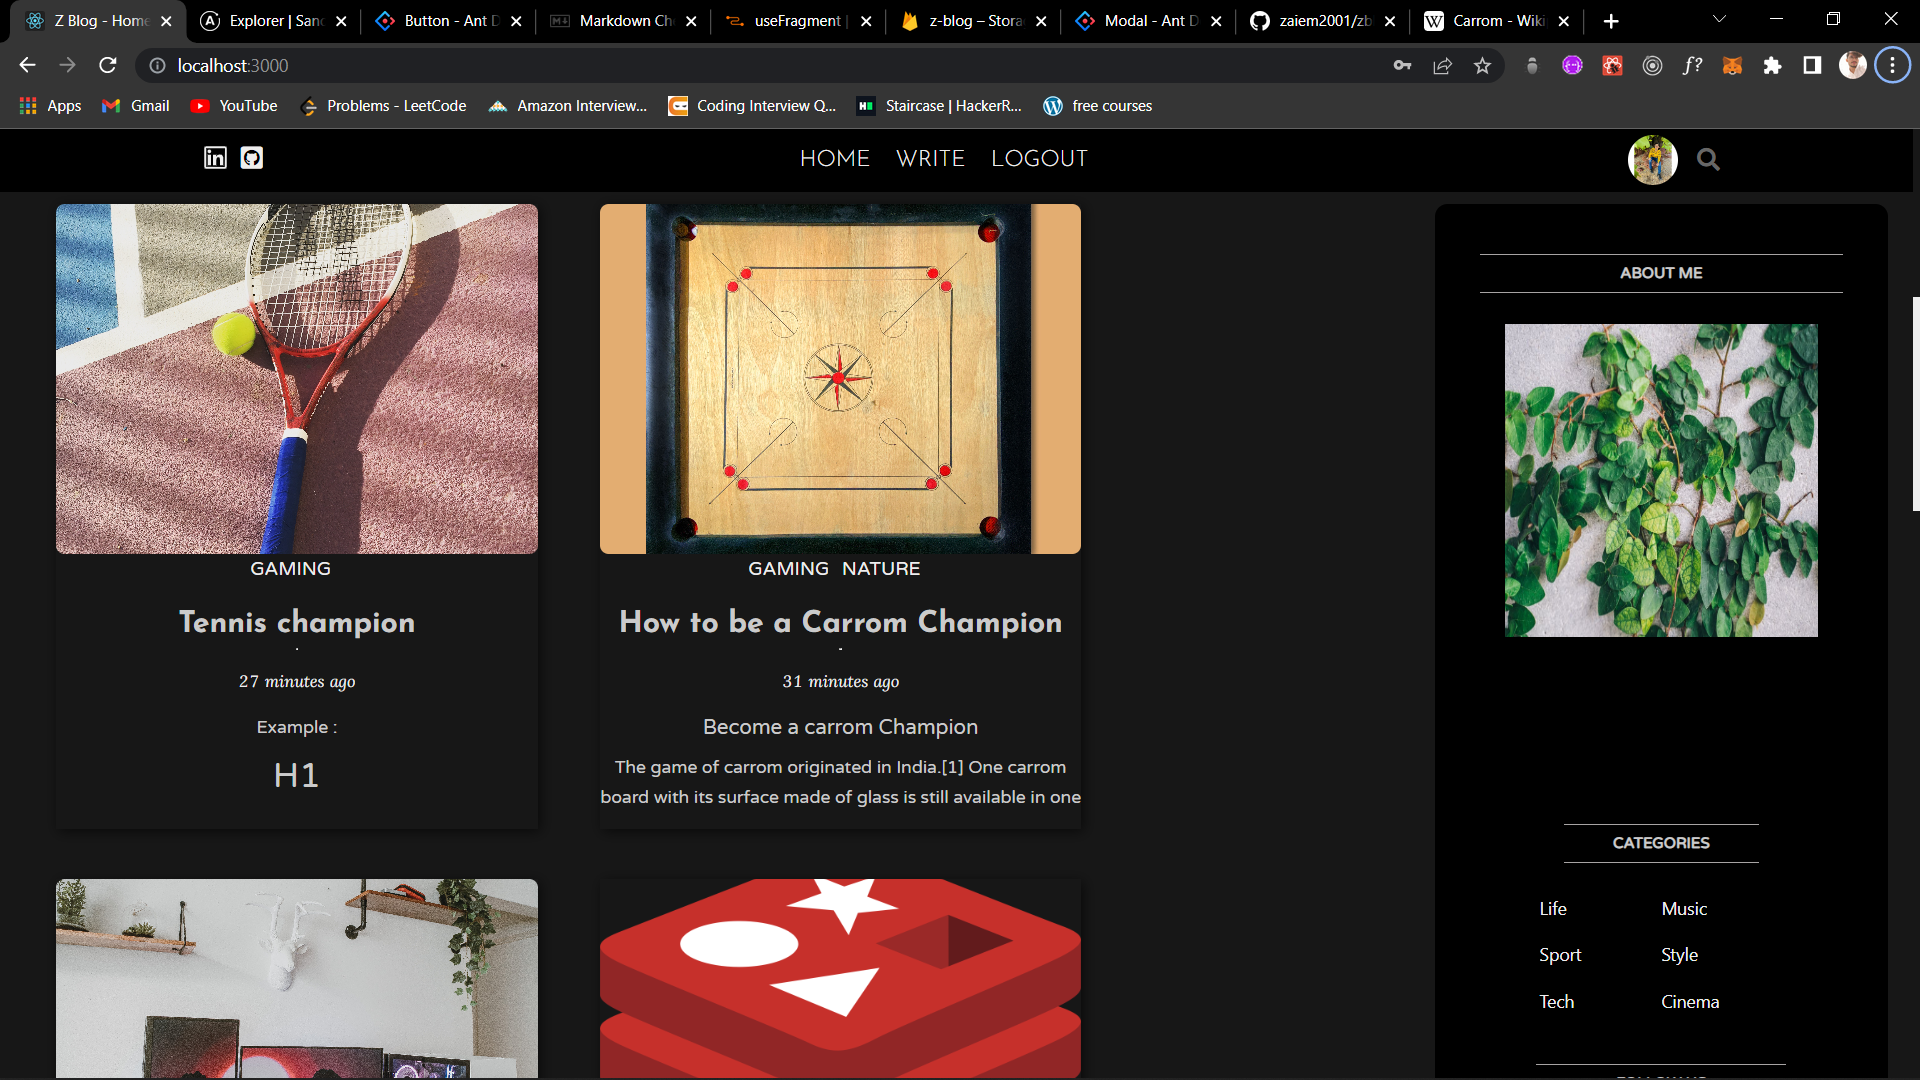 Z Blog - Home
Explorer | Sand
Button - Ant D
Markdown Ch
useFragment |
z-blog – Stora
Modal - Ant D
zaiem2001/zb
Carrom - Wiki
localhost:3000
Apps
Gmail
YouTube
Problems - LeetCode
Amazon Interview...
Coding Interview Q...
Staircase | HackerR...
free courses
HOME WRITE LOGOUT
GAMING
Tennis champion
27 minutes ago
Example :
H1
GAMING NATURE
How to be a Carrom Champion
31 minutes ago
Become a carrom Champion
The game of carrom originated in India.[1] One carrom
board with its surface made of glass is still available in one
ABOUT ME
CATEGORIES
Life Music
Sport Style
Tech Cinema